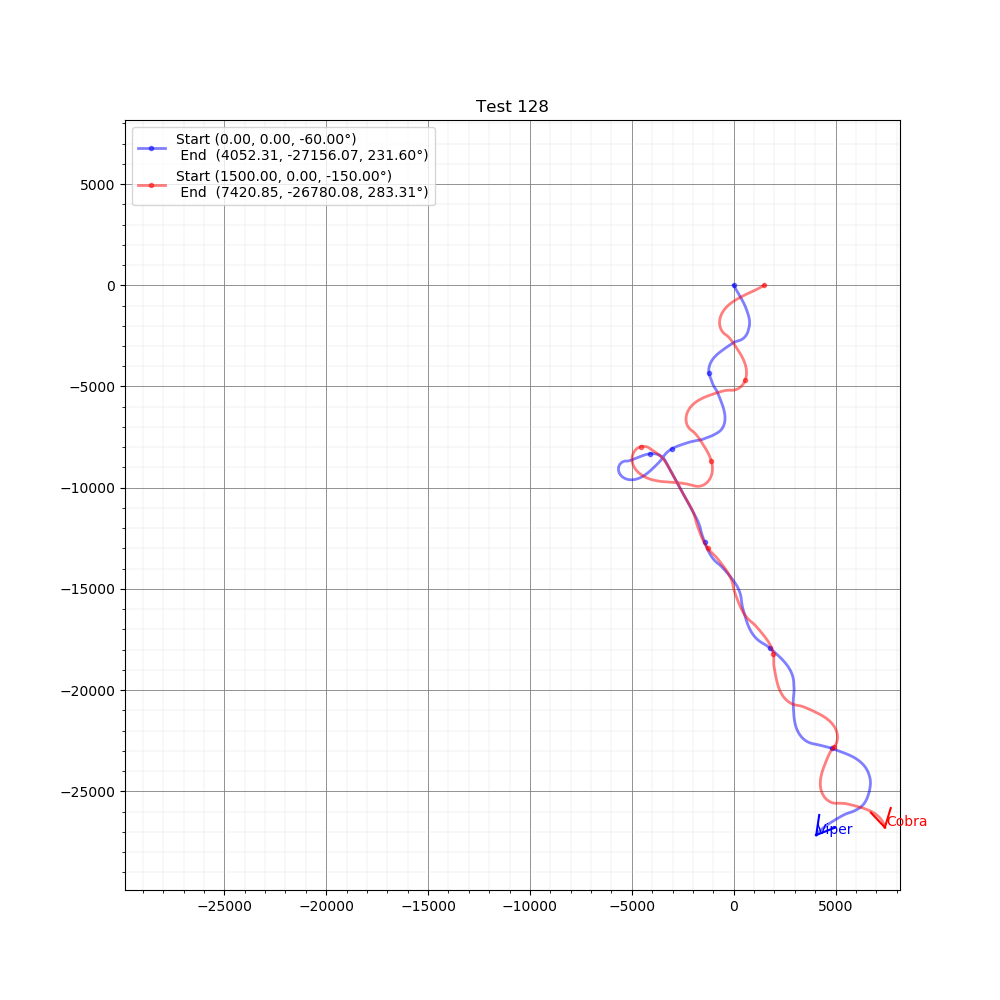 Test 128
Start (0.00, 0.00, -60.00°)
End  (4052.31, -27156.07, 231.60°)
Start (1500.00, 0.00, -150.00°)
End  (7420.85, -26780.08, 283.31°)
5000
0
−5000
−10000
−15000
−20000
−25000
Cobra
Viper
−25000
−20000
−15000
−10000
−5000
0
5000